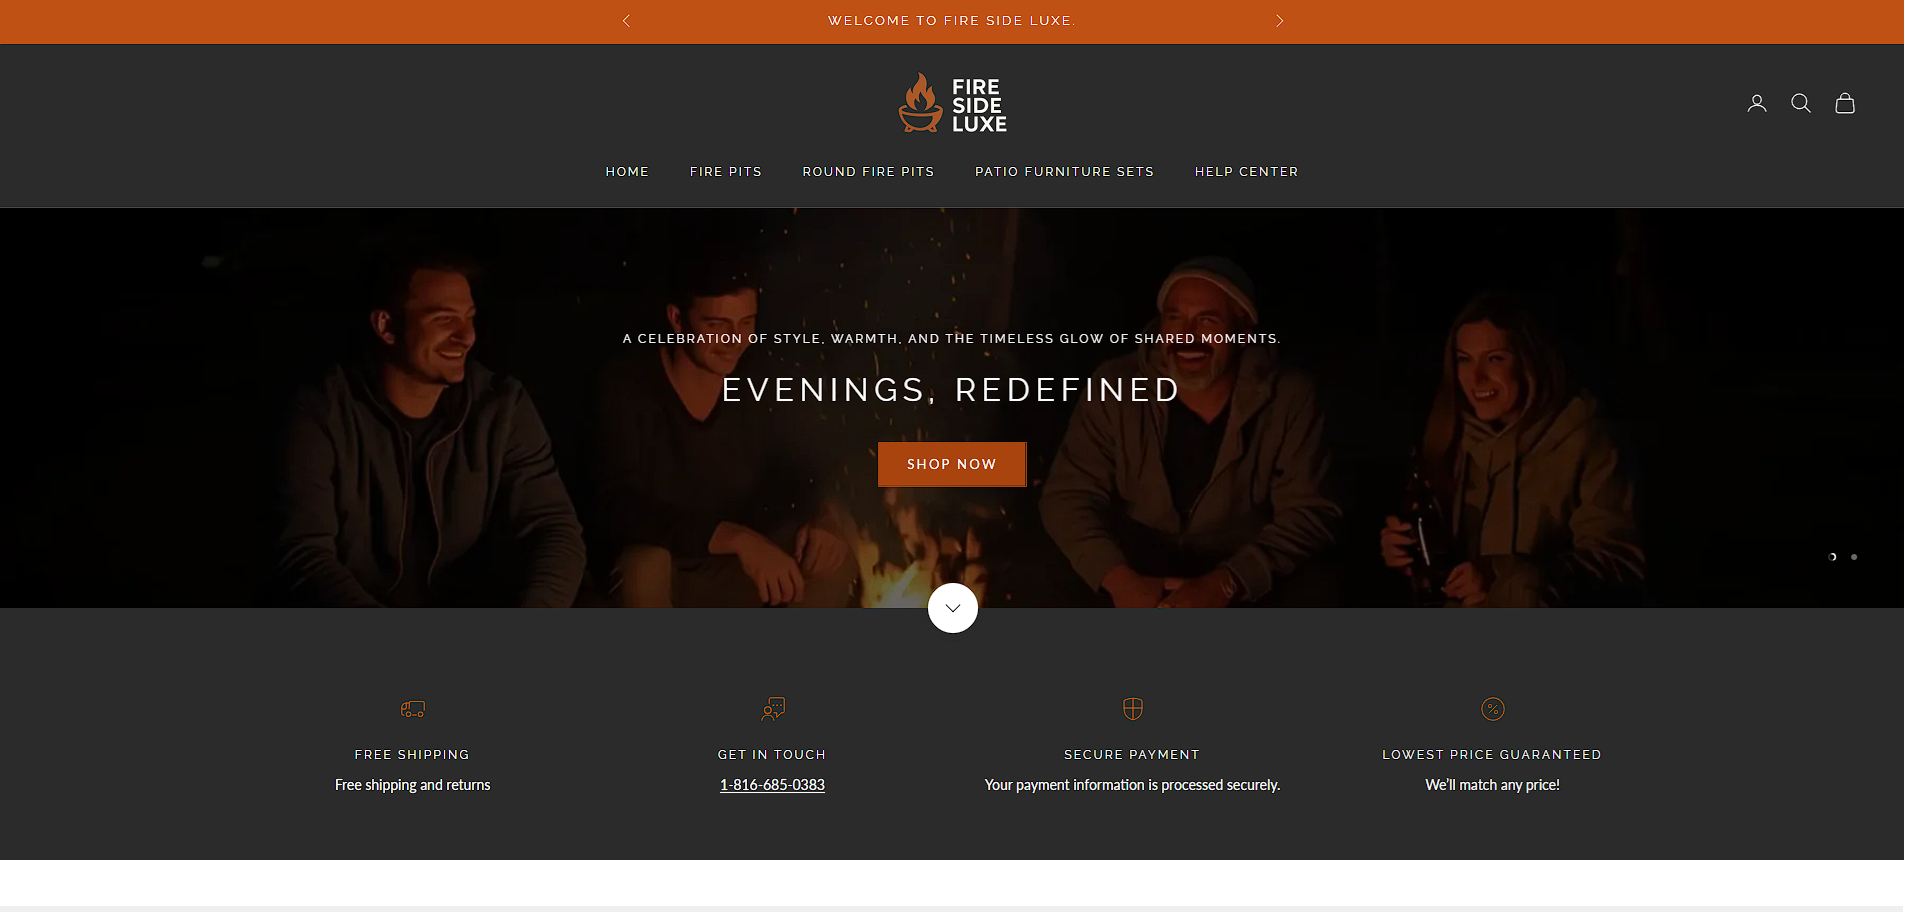 WELCOME TO FIRE SIDE LUXE.
FIRE
SIDE
LUXE
HOME FIRE PITS ROUND FIRE PITS PATIO FURNITURE SETS HELP CENTER
A CELEBRATION OF STYLE, WARMTH, AND THE TIMELESS GLOW OF SHARED MOMENTS.
EVENINGS, REDEFINED
SHOP NOW
FREE SHIPPING
Free shipping and returns
GET IN TOUCH
1-816-685-0383
SECURE PAYMENT
Your payment information is processed securely.
LOWEST PRICE GUARANTEED
We'll match any price!